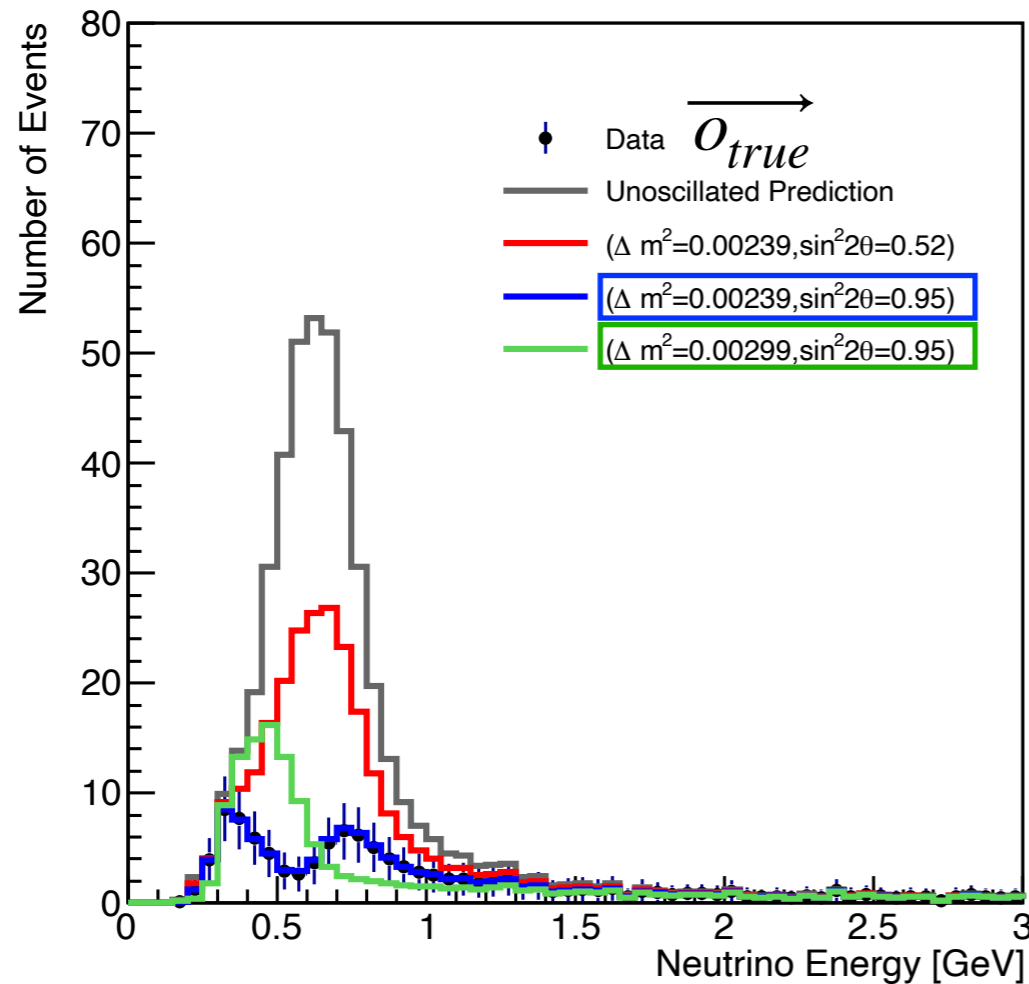 Number of Events
80
70
60
50
40
30
20
10
0
Data o⃗_true
Unoscillated Prediction
(Δ m²=0.00239,sin²2θ=0.52)
(Δ m²=0.00239,sin²2θ=0.95)
(Δ m²=0.00299,sin²2θ=0.95)
0 0.5 1 1.5 2 2.5 3
Neutrino Energy [GeV]